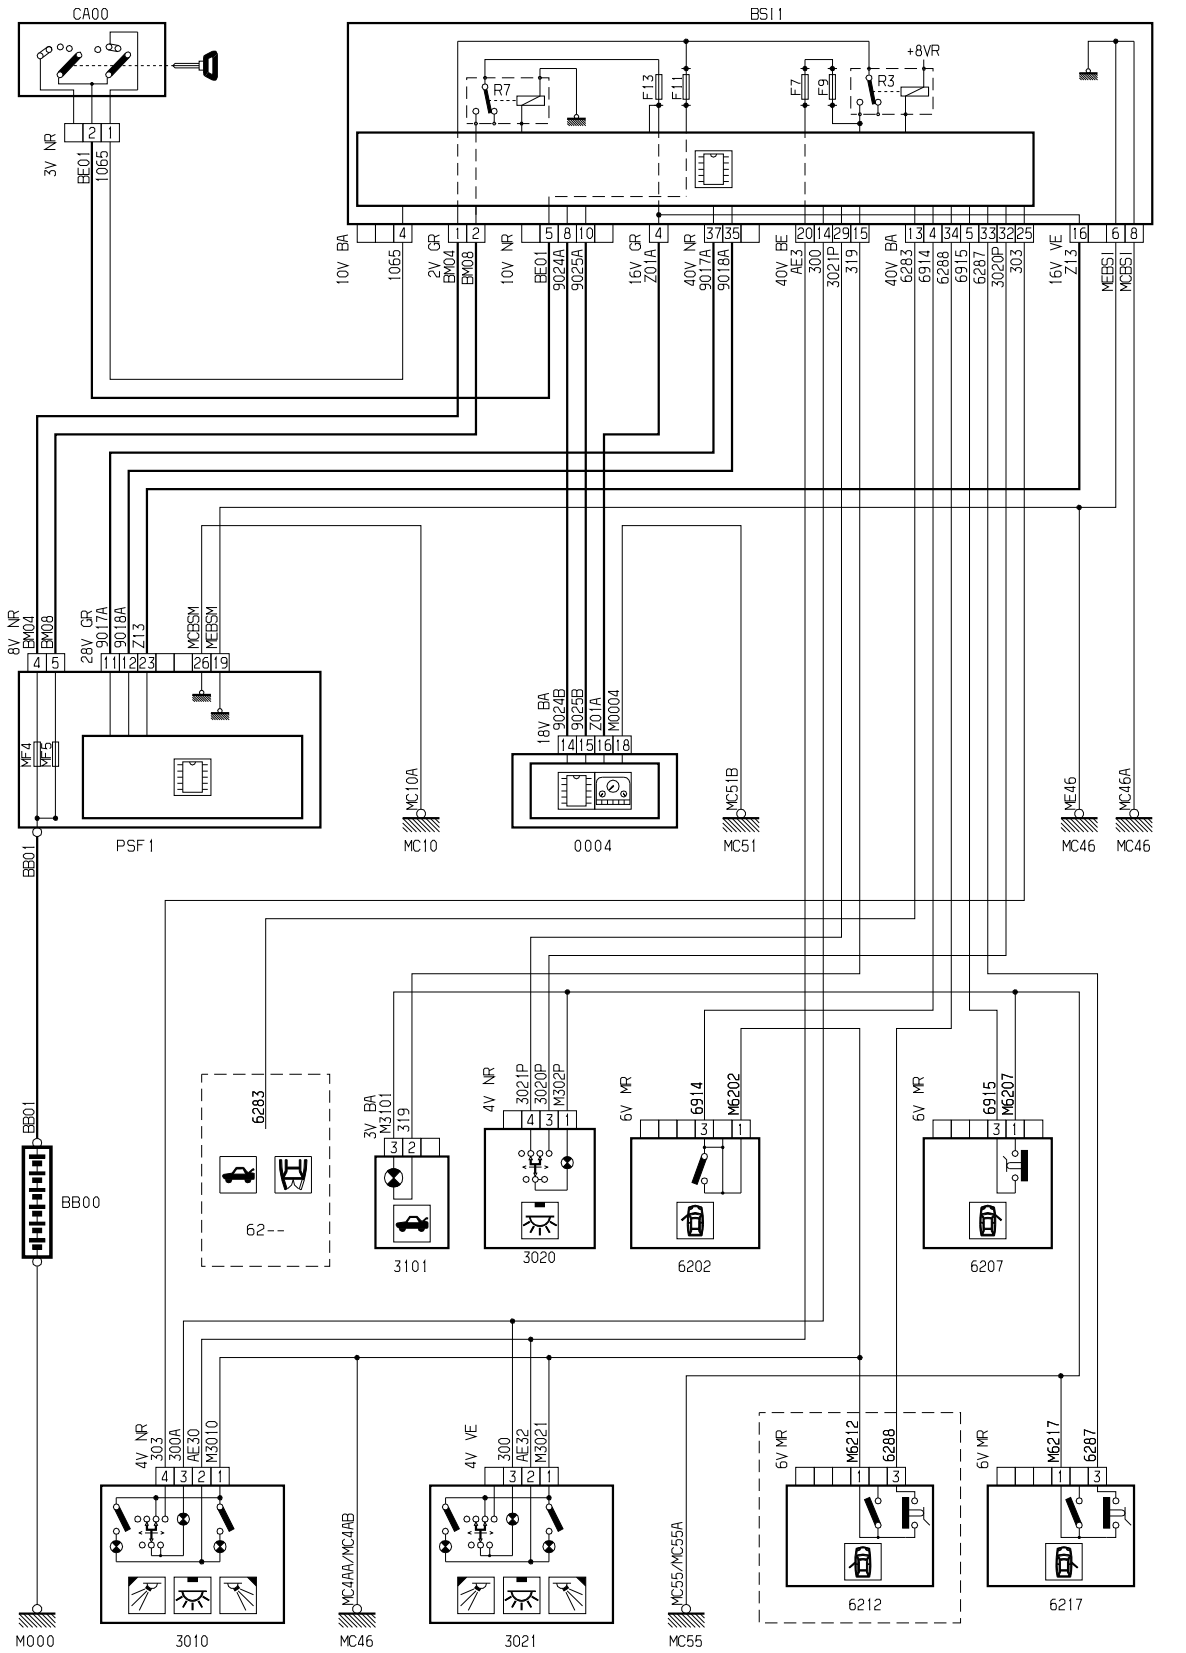 CA00
BSI1
+8VR
R7
F13
F11
F7
F9
R3
2 1
3V NR
BE01
1065
4 1 2 5 8 10 4 37 35 20 14 29 15 13 4 34 5 33 32 25 16 6 8
10V BA
1065
2V GR
BM04
BM08
10V NR
BE01
9024A
9025A
16V GR
Z01A
40V NR
9017A
9018A
40V BE
AE3
300
3021P
319
40V BA
6283
6914
6288
6915
6287
3020P
303
16V VE
Z13
MEBSI
MCBSI
8V NR
BM04
BM08
28V GR
9017A
9018A
Z13
MCBSM
MEBSM
4 5 11 12 23 26 19
MF4
MF5
PSF1
18V BA
9024B
9025B
Z01A
M0004
14 15 16 18
0004
MC10A
MC10
MC51B
MC51
ME46
MC46
MC46A
MC46
BB01
BB01
BB00
6283
62--
3V BA
M3101
319
3 2
3101
4V NR
3021P
3020P
M302P
4 3 1
3020
6V MR
6914
M6202
3 1
6202
6V MR
6915
M6207
3 1
6207
4V NR
303
300A
AE30
M3010
4 3 2 1
3010
MC4AA/MC4AB
MC46
4V VE
300
AE32
M3021
3 2 1
3021
MC55/MC55A
MC55
6V MR
M6212
6288
1 3
6212
6V MR
M6217
6287
1 3
6217
M000